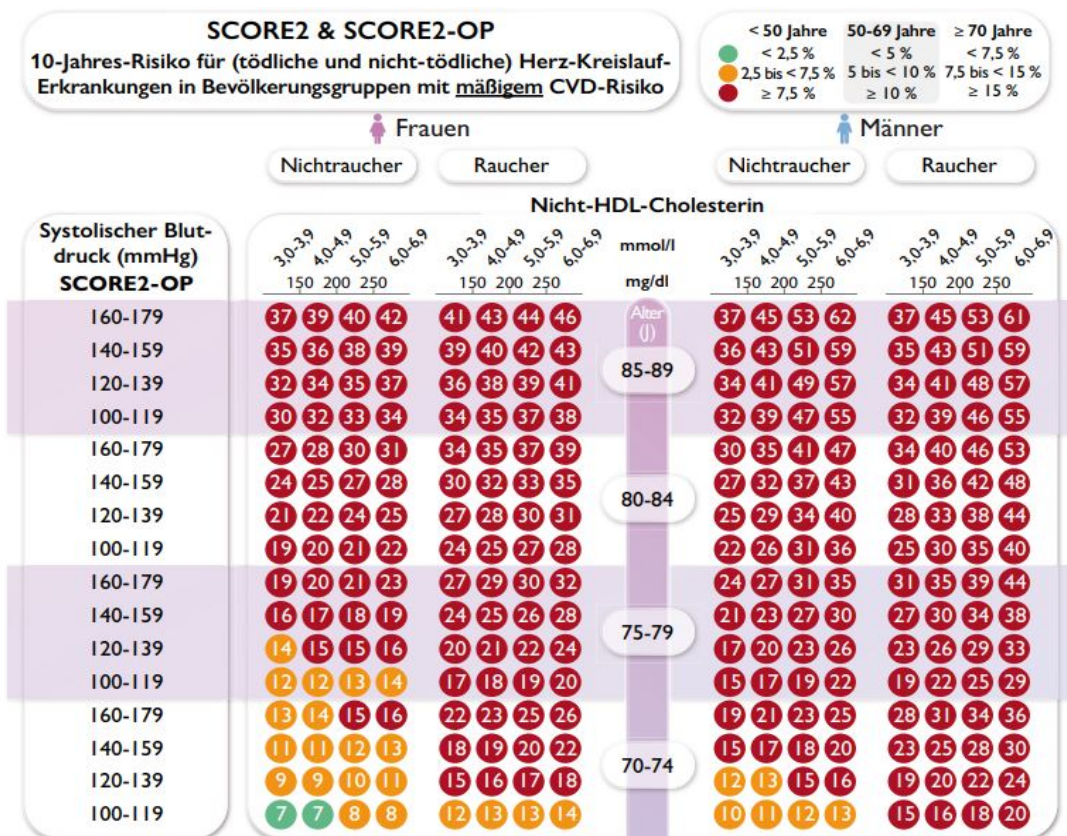 SCORE2 & SCORE2-OP
10-Jahres-Risiko für (tödliche und nicht-tödliche) Herz-Kreislauf-
Erkrankungen in Bevölkerungsgruppen mit mäßigem CVD-Risiko
< 50 Jahre 50-69 Jahre ≥ 70 Jahre
< 2,5 % < 5 % < 7,5 %
2,5 bis < 7,5 % 5 bis < 10 % 7,5 bis < 15 %
≥ 7,5 % ≥ 10 % ≥ 15 %
Frauen Männer
Nichtraucher Raucher Nichtraucher Raucher
Nicht-HDL-Cholesterin
Systolischer Blut-
druck (mmHg)
SCORE2-OP
3,0-3,9 4,0-4,9 5,0-5,9 6,0-6,9 3,0-3,9 4,0-4,9 5,0-5,9 6,0-6,9 mmol/l 3,0-3,9 4,0-4,9 5,0-5,9 6,0-6,9 3,0-3,9 4,0-4,9 5,0-5,9 6,0-6,9
150 200 250 150 200 250 mg/dl 150 200 250 150 200 250
Alter
(J)
160-179 37 39 40 42 41 43 44 46 37 45 53 62 37 45 53 61
140-159 35 36 38 39 39 40 42 43 36 43 51 59 35 43 51 59
85-89
120-139 32 34 35 37 36 38 39 41 34 41 49 57 34 41 48 57
100-119 30 32 33 34 34 35 37 38 32 39 47 55 32 39 46 55
160-179 27 28 30 31 34 35 37 39 30 35 41 47 34 40 46 53
140-159 24 25 27 28 30 32 33 35 27 32 37 43 31 36 42 48
80-84
120-139 21 22 24 25 27 28 30 31 25 29 34 40 28 33 38 44
100-119 19 20 21 22 24 25 27 28 22 26 31 36 25 30 35 40
160-179 19 20 21 23 27 29 30 32 24 27 31 35 31 35 39 44
140-159 16 17 18 19 24 25 26 28 21 23 27 30 27 30 34 38
75-79
120-139 14 15 15 16 20 21 22 24 17 20 23 26 23 26 29 33
100-119 12 12 13 14 17 18 19 20 15 17 19 22 19 22 25 29
160-179 13 14 15 16 22 23 25 26 19 21 23 25 28 31 34 36
140-159 11 11 12 13 18 19 20 22 15 17 18 20 23 25 28 30
70-74
120-139 9 9 10 11 15 16 17 18 12 13 15 16 19 20 22 24
100-119 7 7 8 8 12 13 13 14 10 11 12 13 15 16 18 20